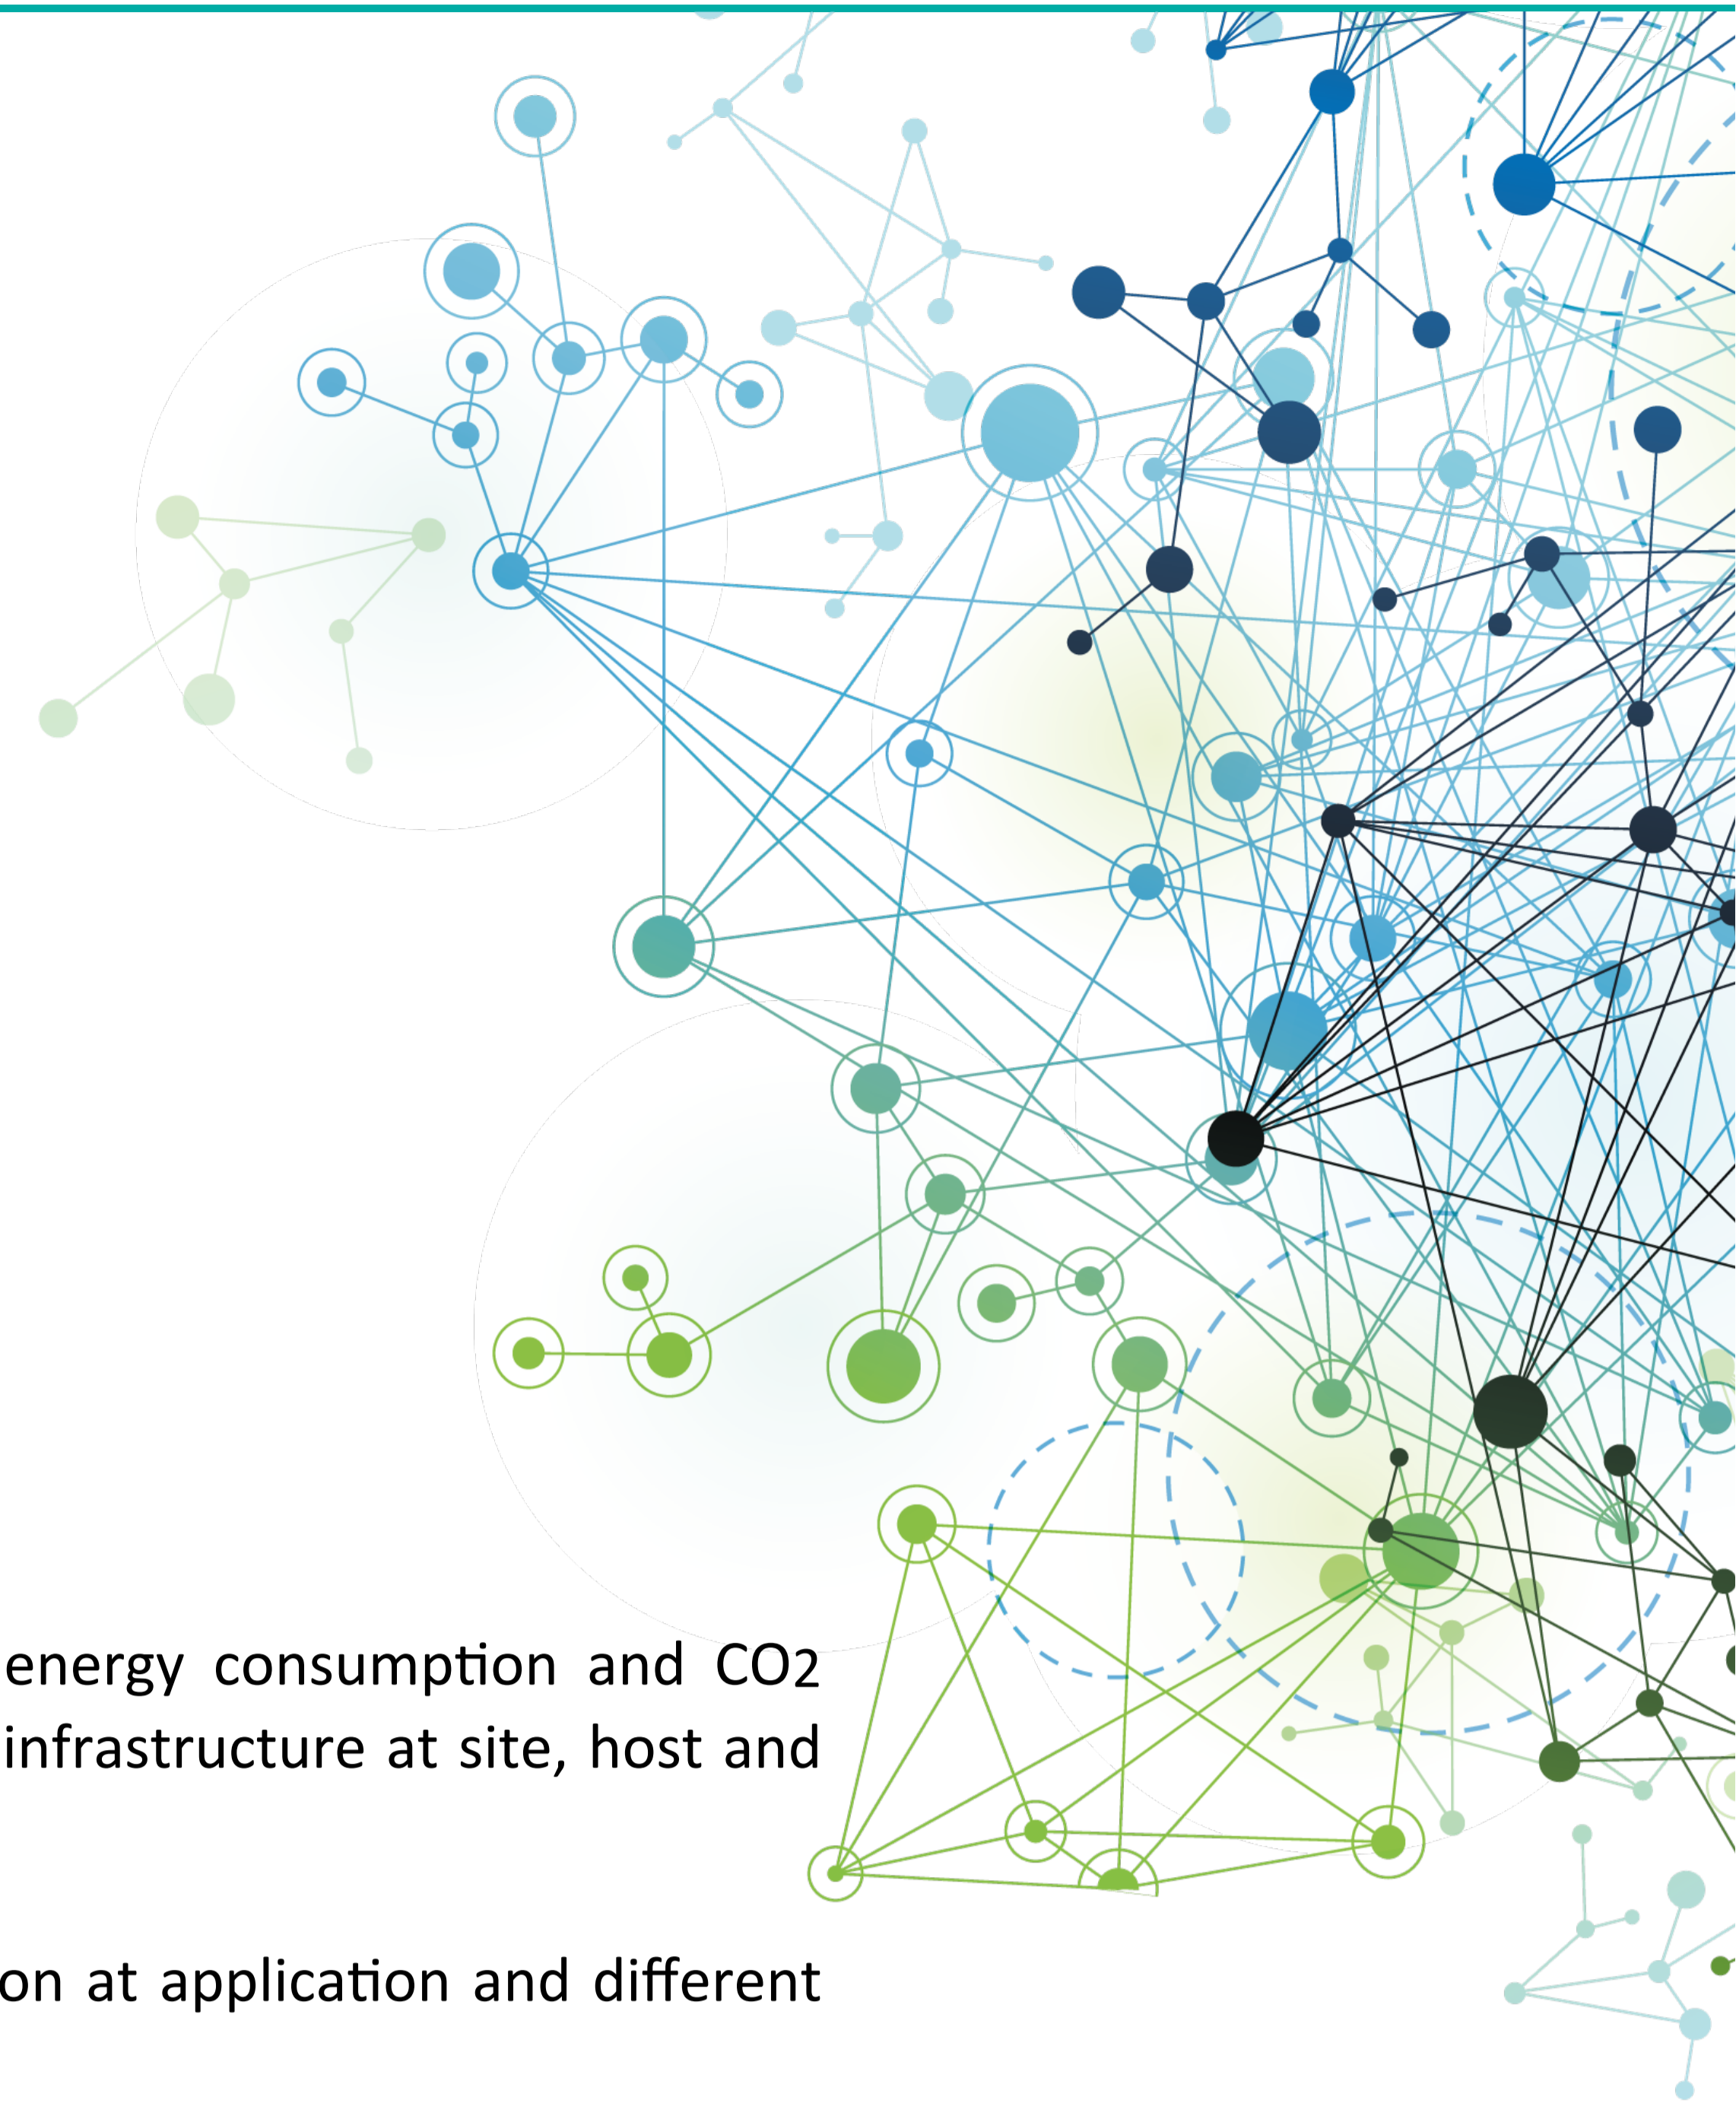 energy consumption and CO2
infrastructure at site, host and
on at application and different